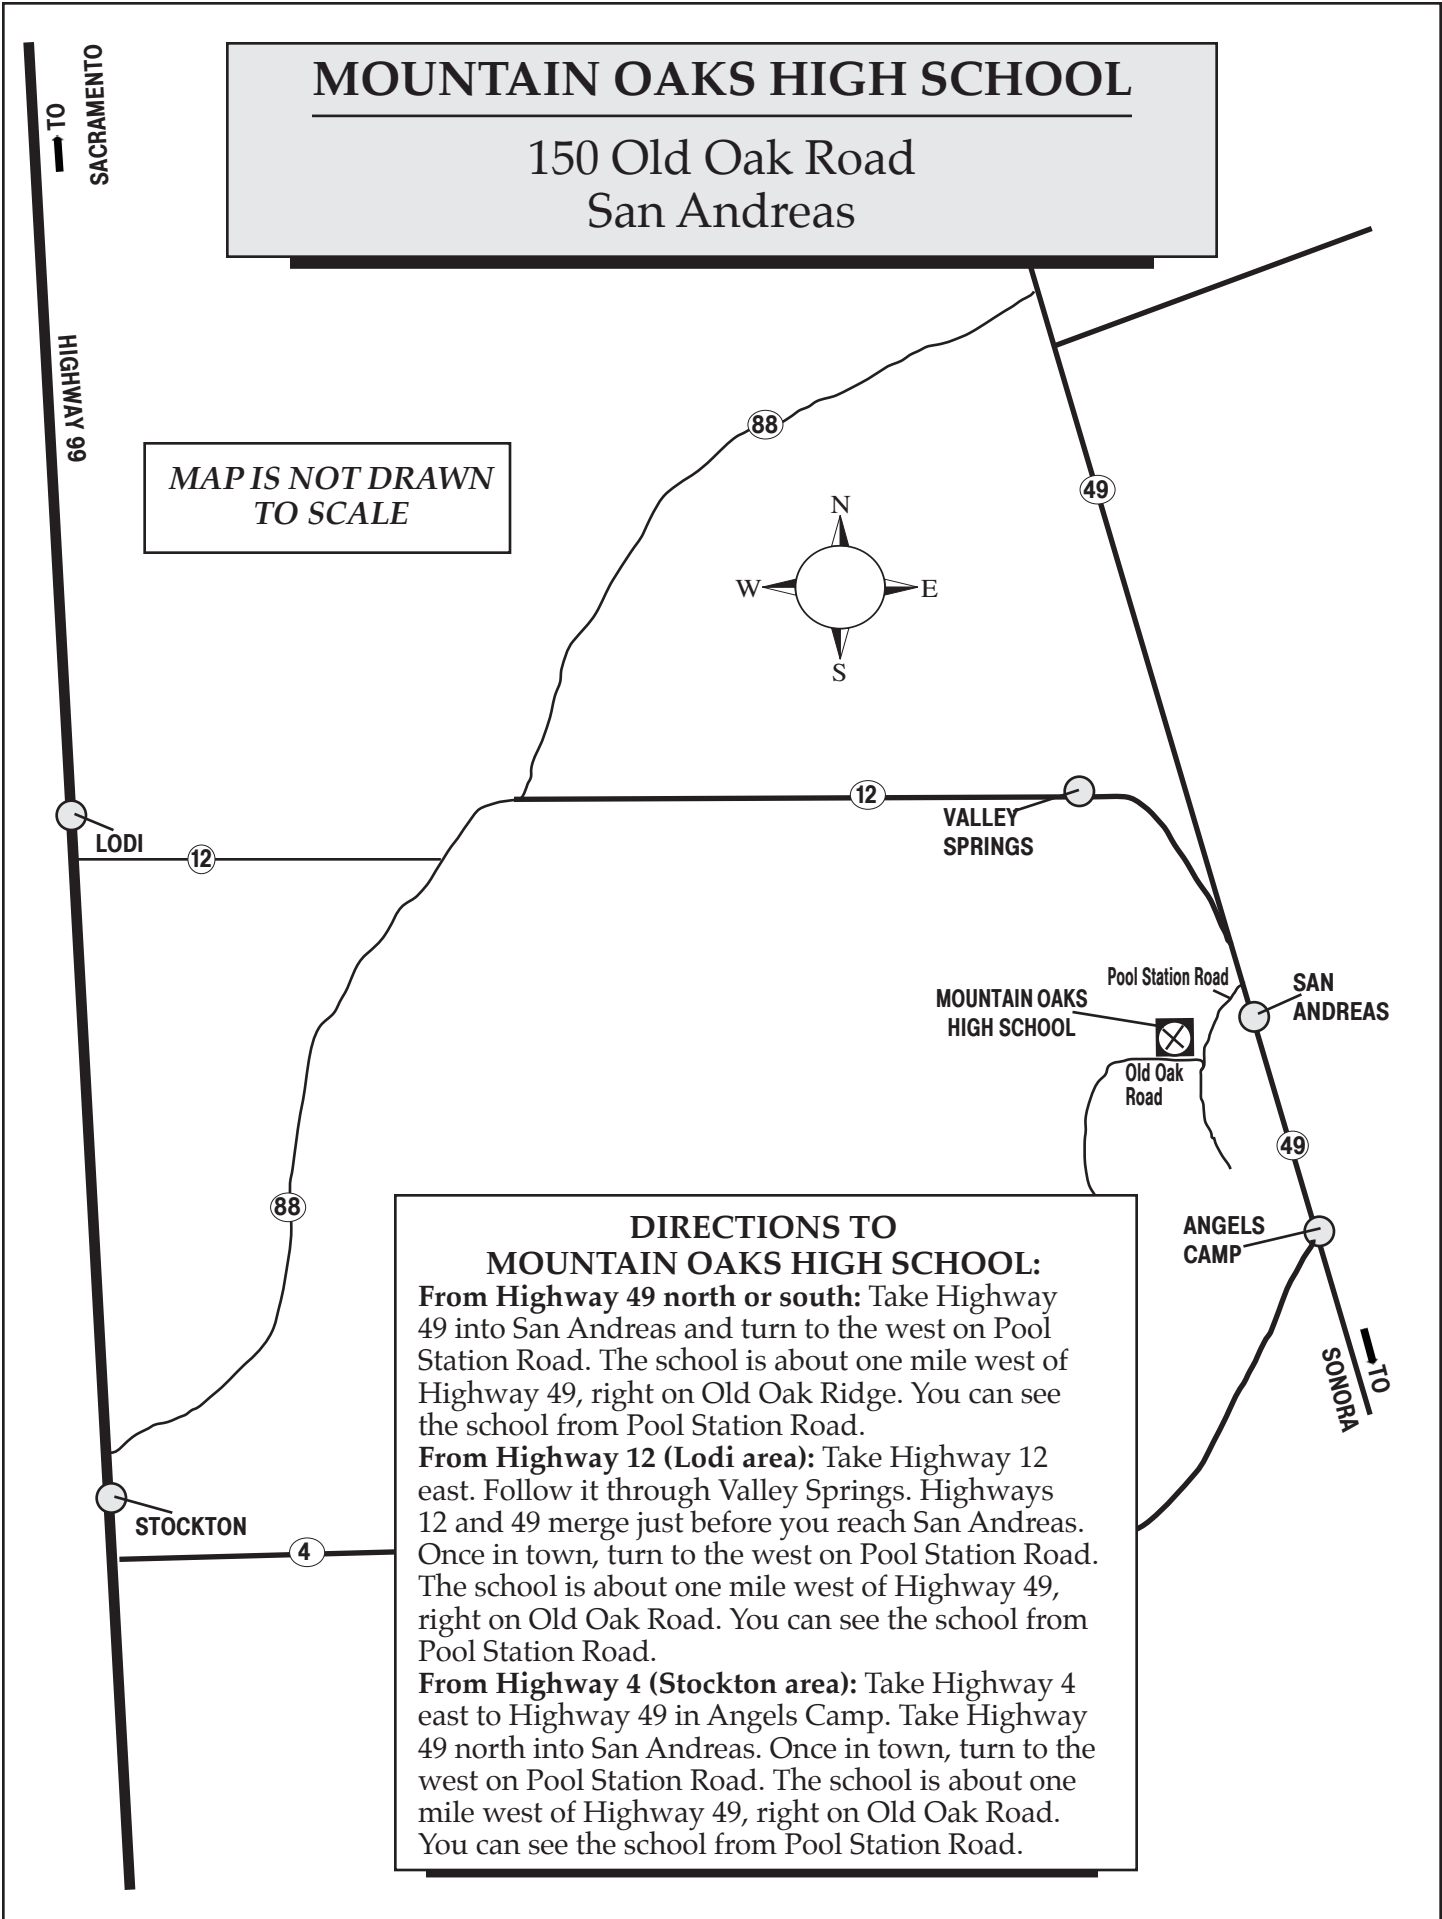 MOUNTAIN OAKS HIGH SCHOOL
150 Old Oak Road
San Andreas
TO
SACRAMENTO
HIGHWAY 99
MAP IS NOT DRAWN
TO SCALE
88
49
N
W
E
S
12
VALLEY
SPRINGS
LODI
12
Pool Station Road
SAN
ANDREAS
MOUNTAIN OAKS
HIGH SCHOOL
Old Oak
Road
49
88
ANGELS
CAMP
TO
SONORA
STOCKTON
4
DIRECTIONS TO
MOUNTAIN OAKS HIGH SCHOOL:
From Highway 49 north or south: Take Highway
49 into San Andreas and turn to the west on Pool
Station Road. The school is about one mile west of
Highway 49, right on Old Oak Ridge. You can see
the school from Pool Station Road.
From Highway 12 (Lodi area): Take Highway 12
east. Follow it through Valley Springs. Highways
12 and 49 merge just before you reach San Andreas.
Once in town, turn to the west on Pool Station Road.
The school is about one mile west of Highway 49,
right on Old Oak Road. You can see the school from
Pool Station Road.
From Highway 4 (Stockton area): Take Highway 4
east to Highway 49 in Angels Camp. Take Highway
49 north into San Andreas. Once in town, turn to the
west on Pool Station Road. The school is about one
mile west of Highway 49, right on Old Oak Road.
You can see the school from Pool Station Road.